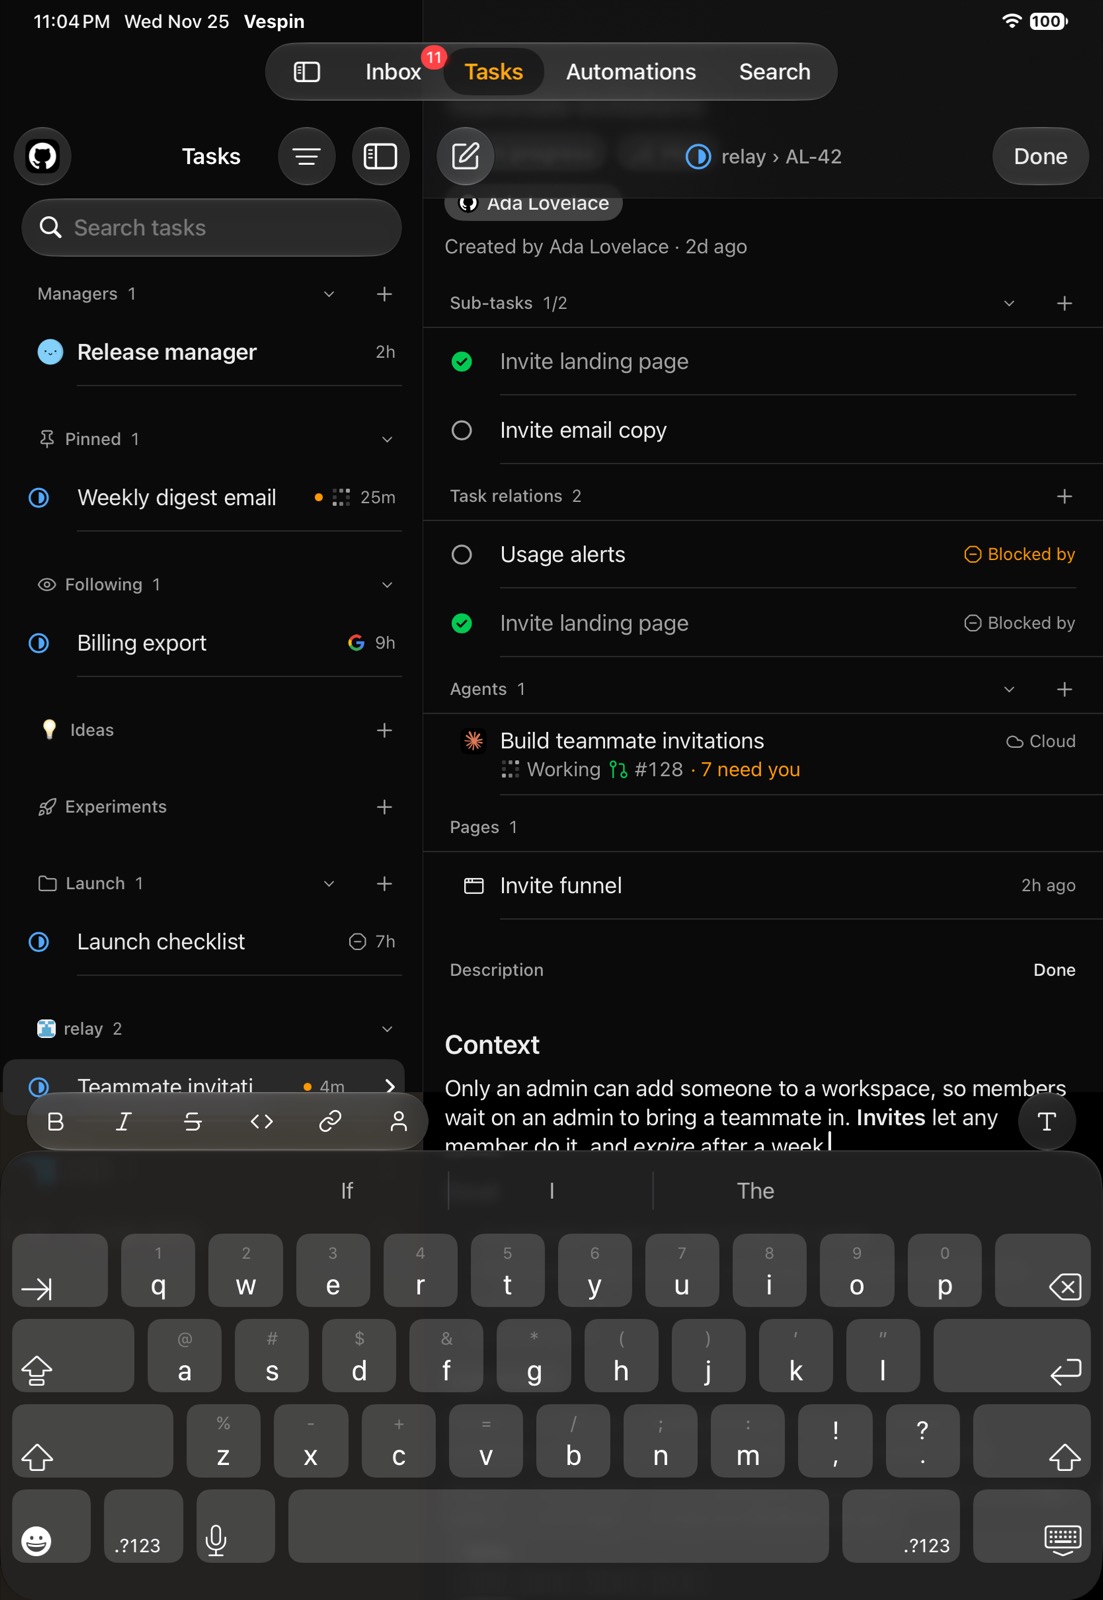 11:04 PM Wed Nov 25 Vespin
100
Inbox 11 Tasks Automations Search
Tasks
relay › AL-42
Done
Search tasks
Managers 1
Release manager 2h
Pinned 1
Weekly digest email 25m
Following 1
Billing export 9h
Ideas
Experiments
Launch 1
Launch checklist 7h
relay 2
Teammate invitati 4m
Ada Lovelace
Created by Ada Lovelace · 2d ago
Sub-tasks 1/2
Invite landing page
Invite email copy
Task relations 2
Usage alerts Blocked by
Invite landing page Blocked by
Agents 1
Build teammate invitations Cloud
Working #128 · 7 need you
Pages 1
Invite funnel 2h ago
Description Done
Context
Only an admin can add someone to a workspace, so members
wait on an admin to bring a teammate in. Invites let any
member do it, and expire after a week
B I S <> T
If I The
1 2 3 4 5 6 7 8 9 0
q w e r t y u i o p
@ # $ & * ( ) ' "
a s d f g h j k l
% - + = / ; : ! ?
z x c v b n m , .
.?123 .?123